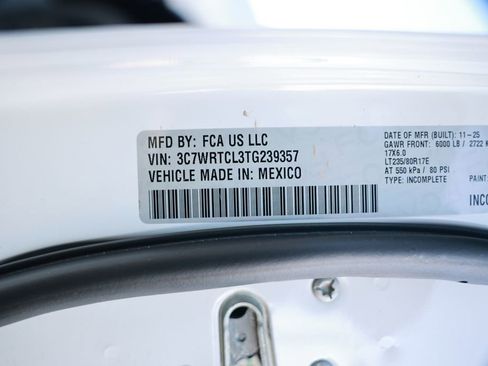 MFD BY: FCA US LLC
VIN: 3C7WRTCL3TG239357
VEHICLE MADE IN: MEXICO
DATE OF MFR (BUILT): 11-25
GAWR FRONT: 6000 LB / 2722 K
17X6.0
LT235/80R17E
AT 550 kPa / 80 PSI
TYPE: INCOMPLETE
PAINT:
INCO